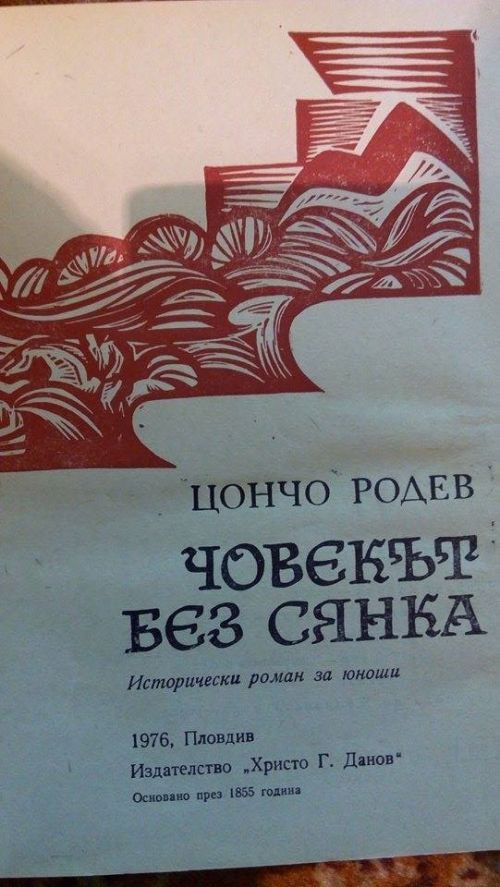 ЦОНЧО РОДЕВ
ЧОВЕКЪТ
БЕЗ СЯНКА
Исторически роман за юноши
1976, Пловдив
Издателство „Христо Г. Данов“
Основано през 1855 година